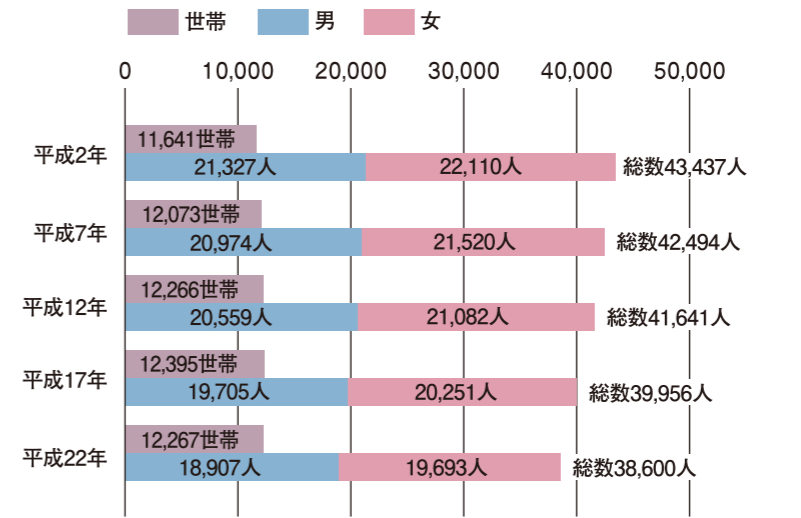 世帯 男 女
0 10,000 20,000 30,000 40,000 50,000
11,641世帯
平成2年 21,327人 22,110人 総数43,437人
12,073世帯
平成7年 20,974人 21,520人 総数42,494人
12,266世帯
平成12年 20,559人 21,082人 総数41,641人
12,395世帯
平成17年 19,705人 20,251人 総数39,956人
12,267世帯
平成22年 18,907人 19,693人 総数38,600人